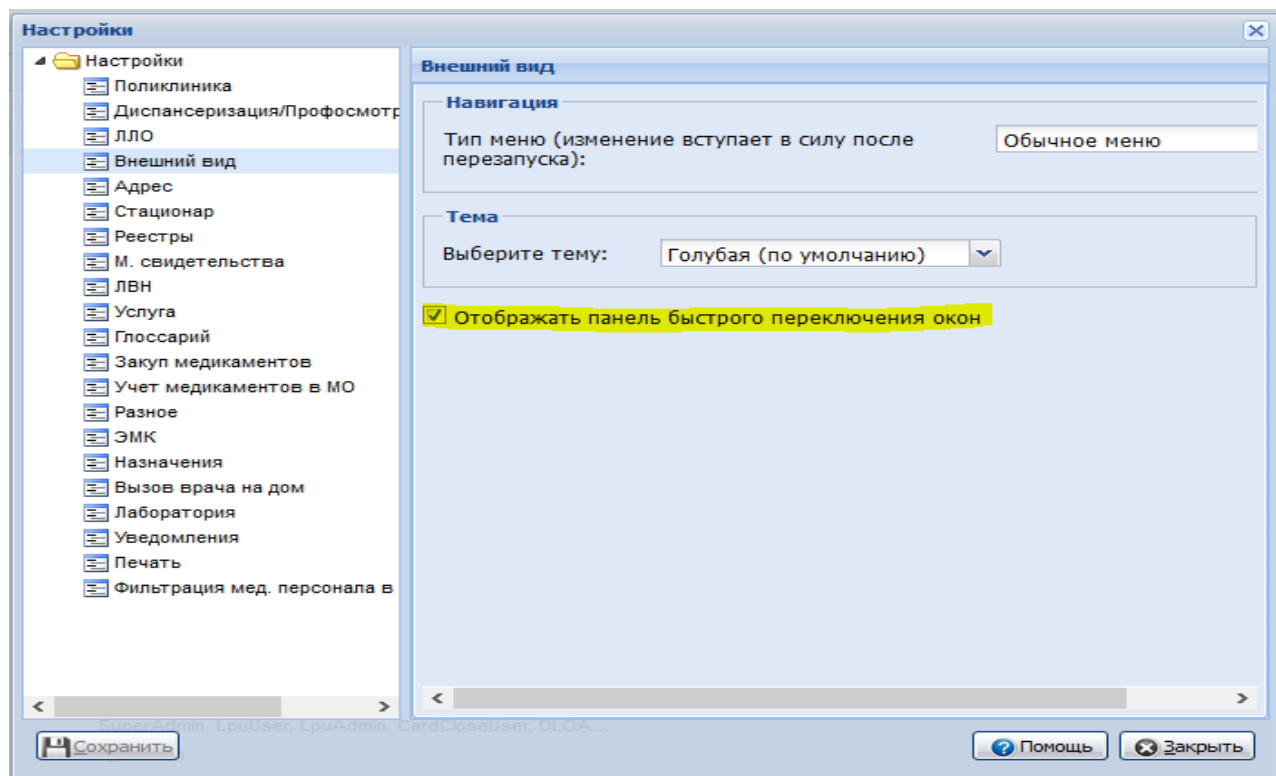 Настройки
Настройки
Поликлиника
Диспансеризация/Профосмотр
ЛЛО
Внешний вид
Адрес
Стационар
Реестры
М. свидетельства
ЛВН
Услуга
Глоссарий
Закуп медикаментов
Учет медикаментов в МО
Разное
ЭМК
Назначения
Вызов врача на дом
Лаборатория
Уведомления
Печать
Фильтрация мед. персонала в
Внешний вид
Навигация
Тип меню (изменение вступает в силу после
перезапуска):
Обычное меню
Тема
Выберите тему:
Голубая (по умолчанию)
Отображать панель быстрого переключения окон
SuperAdmin, LpuUser, LpuAdmin, CardCloseUser, DLOA...
Сохранить
Помощь
Закрыть